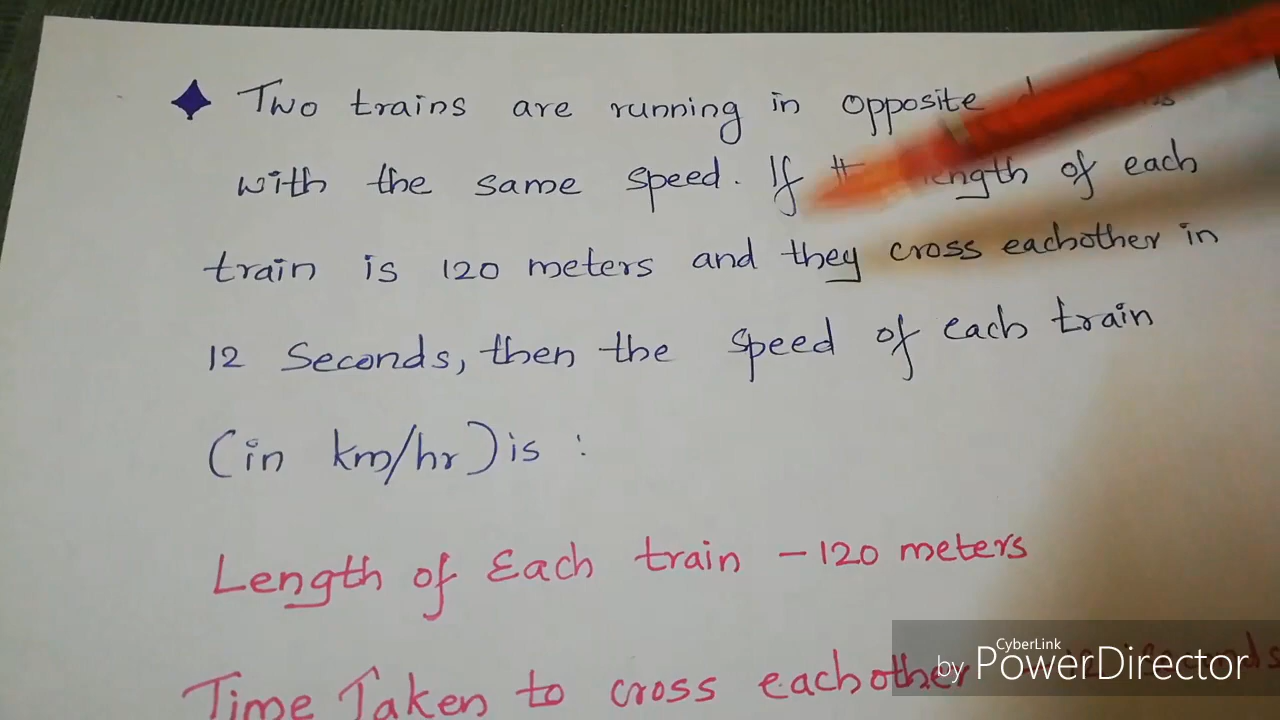 Two trains are running in opposite
with the same speed. If length of each
train is 120 meters and they cross eachother in
12 Seconds, then the speed of each train
(in km/hr) is :
Length of Each train - 120 meters
Time Taken to cross eachother
CyberLink
by PowerDirector